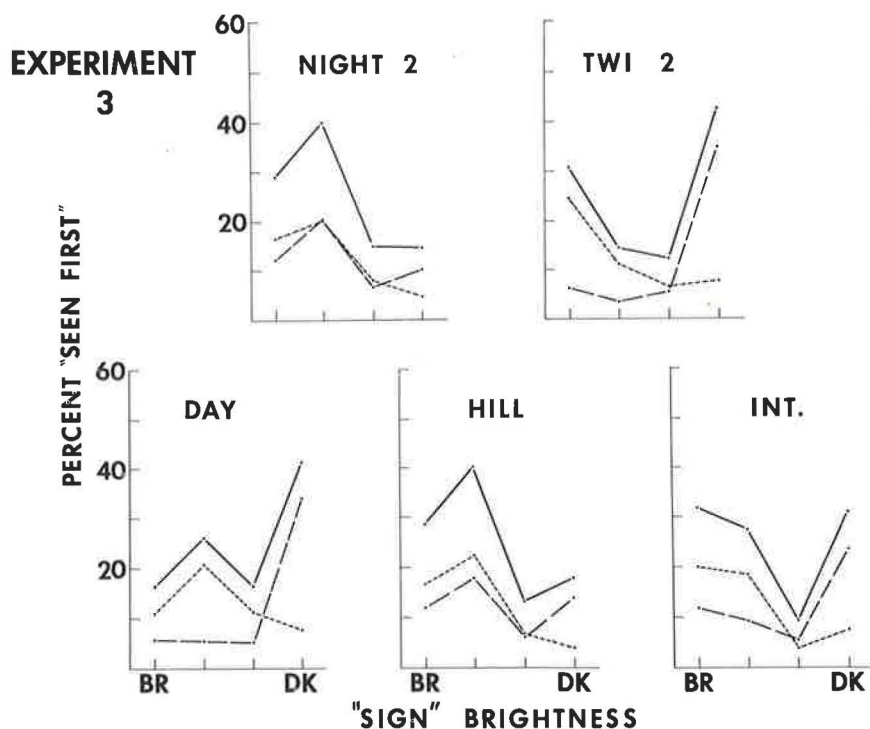 EXPERIMENT
3
NIGHT 2
TWI 2
60
40
20
PERCENT "SEEN FIRST"
DAY
HILL
INT.
60
40
20
BR
DK
BR
DK
BR
DK
"SIGN" BRIGHTNESS